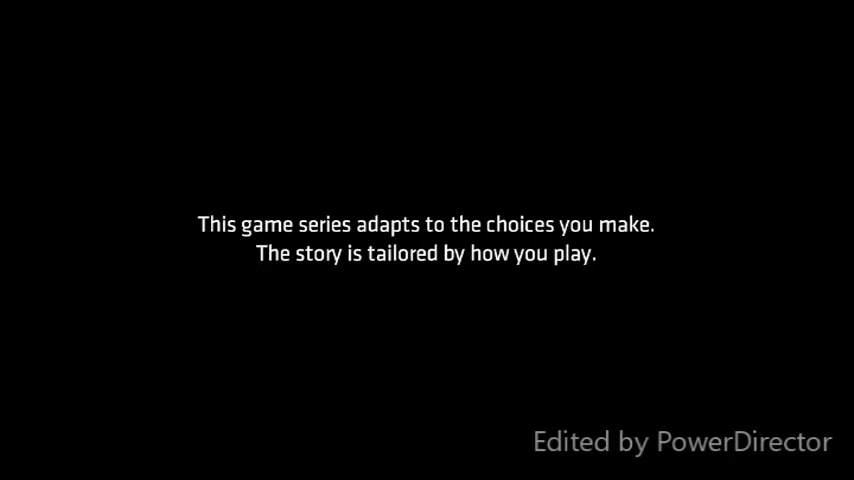 This game series adapts to the choices you make.
The story is tailored by how you play.
Edited by PowerDirector